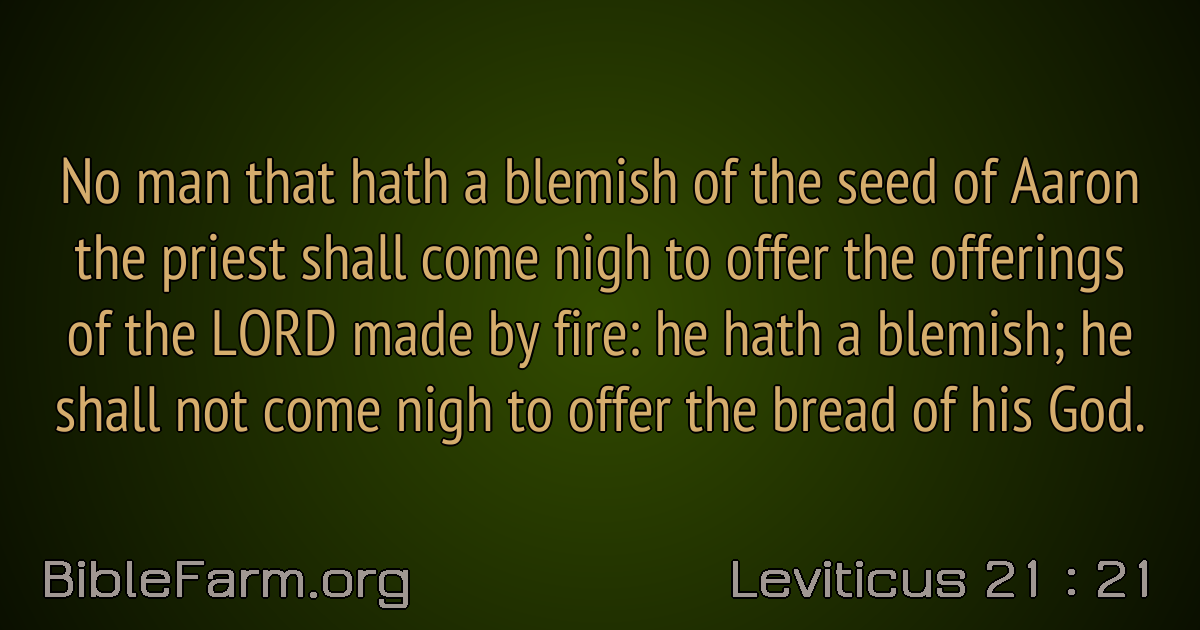 No man that hath a blemish of the seed of Aaron
the priest shall come nigh to offer the offerings
of the LORD made by fire: he hath a blemish; he
shall not come nigh to offer the bread of his God.
BibleFarm.org
Leviticus 21 : 21